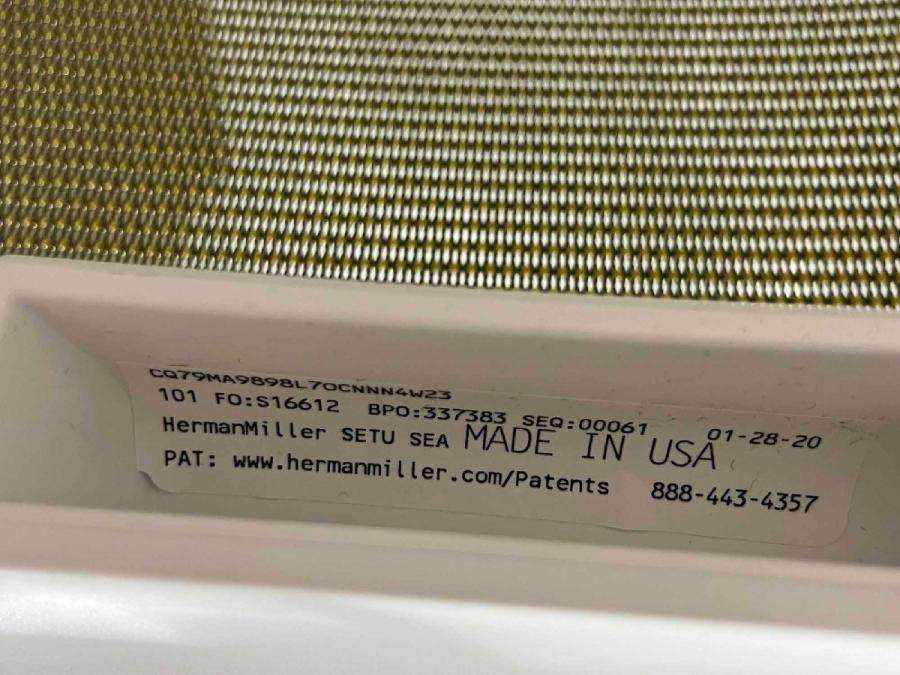 CQ79MA9898L70CNNN4W23
101 FO:S16612 BPO:337383 SEQ:00061 01-28-20
HermanMiller SETU SEA MADE IN USA
PAT: www.hermanmiller.com/Patents 888-443-4357